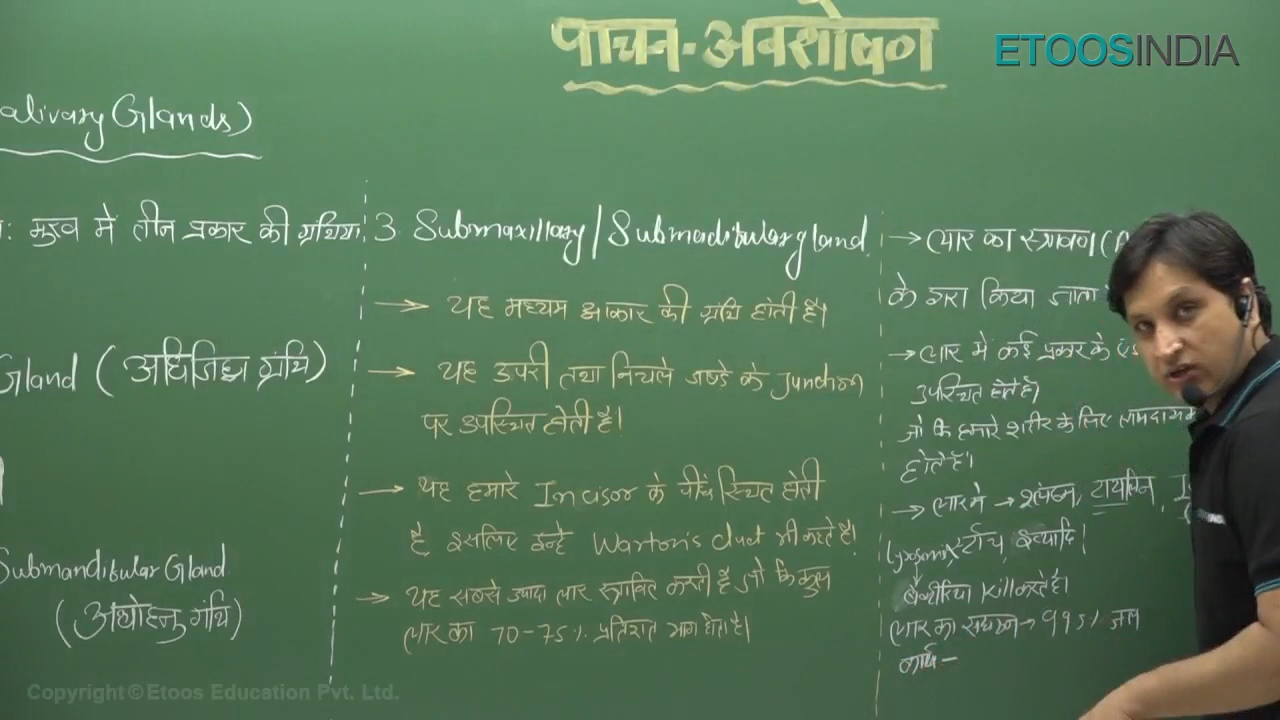 पाचन-अवशोषण
ETOOSINDIA
alivary Glands)
: मुख में तीन प्रकार की ग्रंथिया
Gland (अधिजिह्व ग्रंथि)
Submandibular Gland
(अधोहनु ग्रंथि)
3 Submaxillary/Submadibular gland
→ यह मध्यम आकार की ग्रंथि होती है।
→ यह ऊपरी तथा निचले जबडे के Junction
पर उपस्थित होती है।
→ यह हमारे Incisor के पीछे स्थित होती
है इसलिए इन्हे Warton's duct भी कहते है।
→ यह सबसे ज्यादा लार स्त्रावित करती है जो कि कुल
लार का 70-75% प्रतिशत भाग होता है।
→ लार का स्त्रावण (A
के द्वारा किया जाता
→ लार में कई प्रकार के
उपस्थित होते है।
जो कि हमारे शरीर के लिए लाभदायक
होते है।
→ लार में → श्लेष्म, टायलिन,
स्टार्च, इत्यादि।
बैक्टीरिया Kill करते है।
लार का संघठन → 99.5% जल
कार्य -
Copyright © Etoos Education Pvt. Ltd.